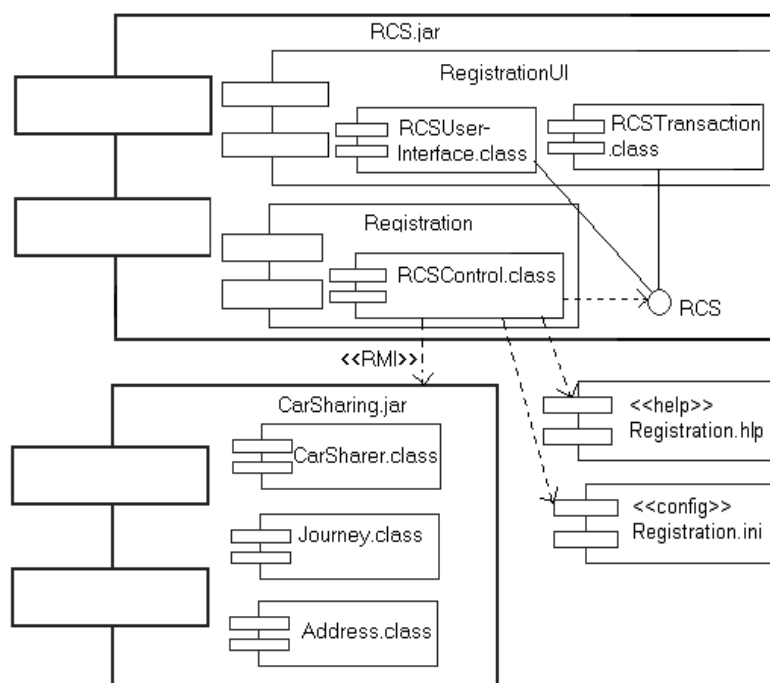 RCS.jar
RegistrationUI
RCSUser-
Interface.class
RCSTransaction
.class
Registration
RCSControl.class
RCS
<<RMI>>
CarSharing.jar
CarSharer.class
Journey.class
Address.class
<<help>>
Registration.hlp
<<config>>
Registration.ini